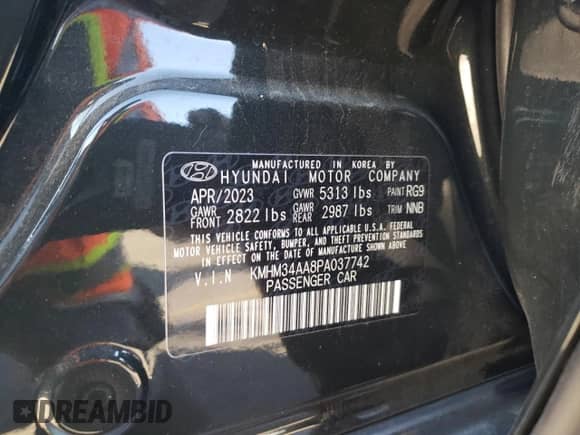 MANUFACTURED IN KOREA BY
HYUNDAI MOTOR COMPANY
APR/2023 GVWR 5313 lbs PAINT RG9
GAWR FRONT 2822 lbs GAWR REAR 2987 lbs TRIM NNB
THIS VEHICLE CONFORMS TO ALL APPLICABLE U.S.A. FEDERAL
MOTOR VEHICLE SAFETY, BUMPER, AND THEFT PREVENTION STANDARDS
IN EFFECT ON THE DATE OF MANUFACTURE SHOWN ABOVE.
V.I.N KMHM34AA8PA037742
PASSENGER CAR
DREAMBID